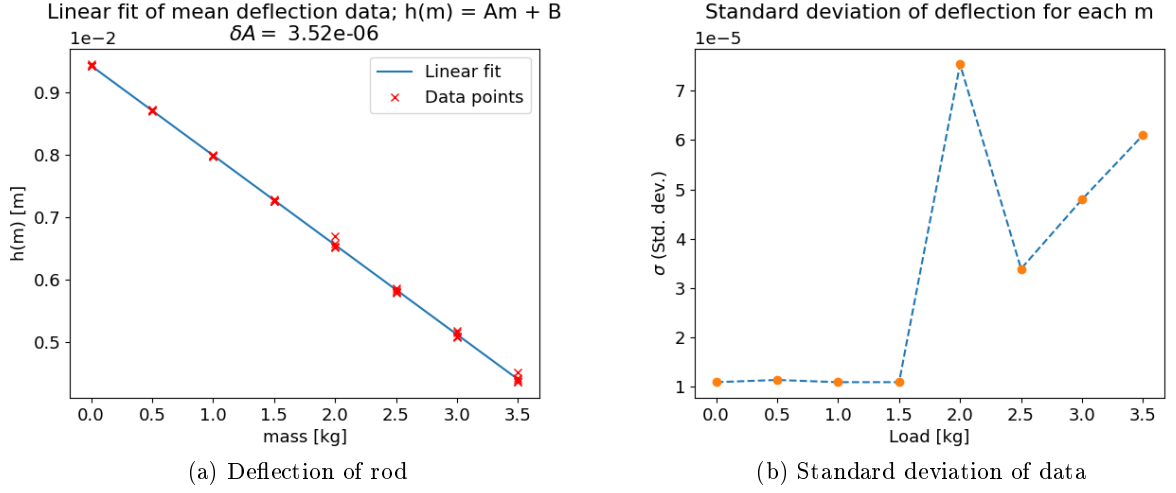 Linear fit of mean deflection data; h(m) = Am + B
δA = 3.52e-06
1e−2
Linear fit
Data points
0.9
0.8
0.7
0.6
0.5
h(m) [m]
0.0 0.5 1.0 1.5 2.0 2.5 3.0 3.5
mass [kg]
(a) Deflection of rod
Standard deviation of deflection for each m
1e−5
7
6
5
4
3
2
1
σ (Std. dev.)
0.0 0.5 1.0 1.5 2.0 2.5 3.0 3.5
Load [kg]
(b) Standard deviation of data